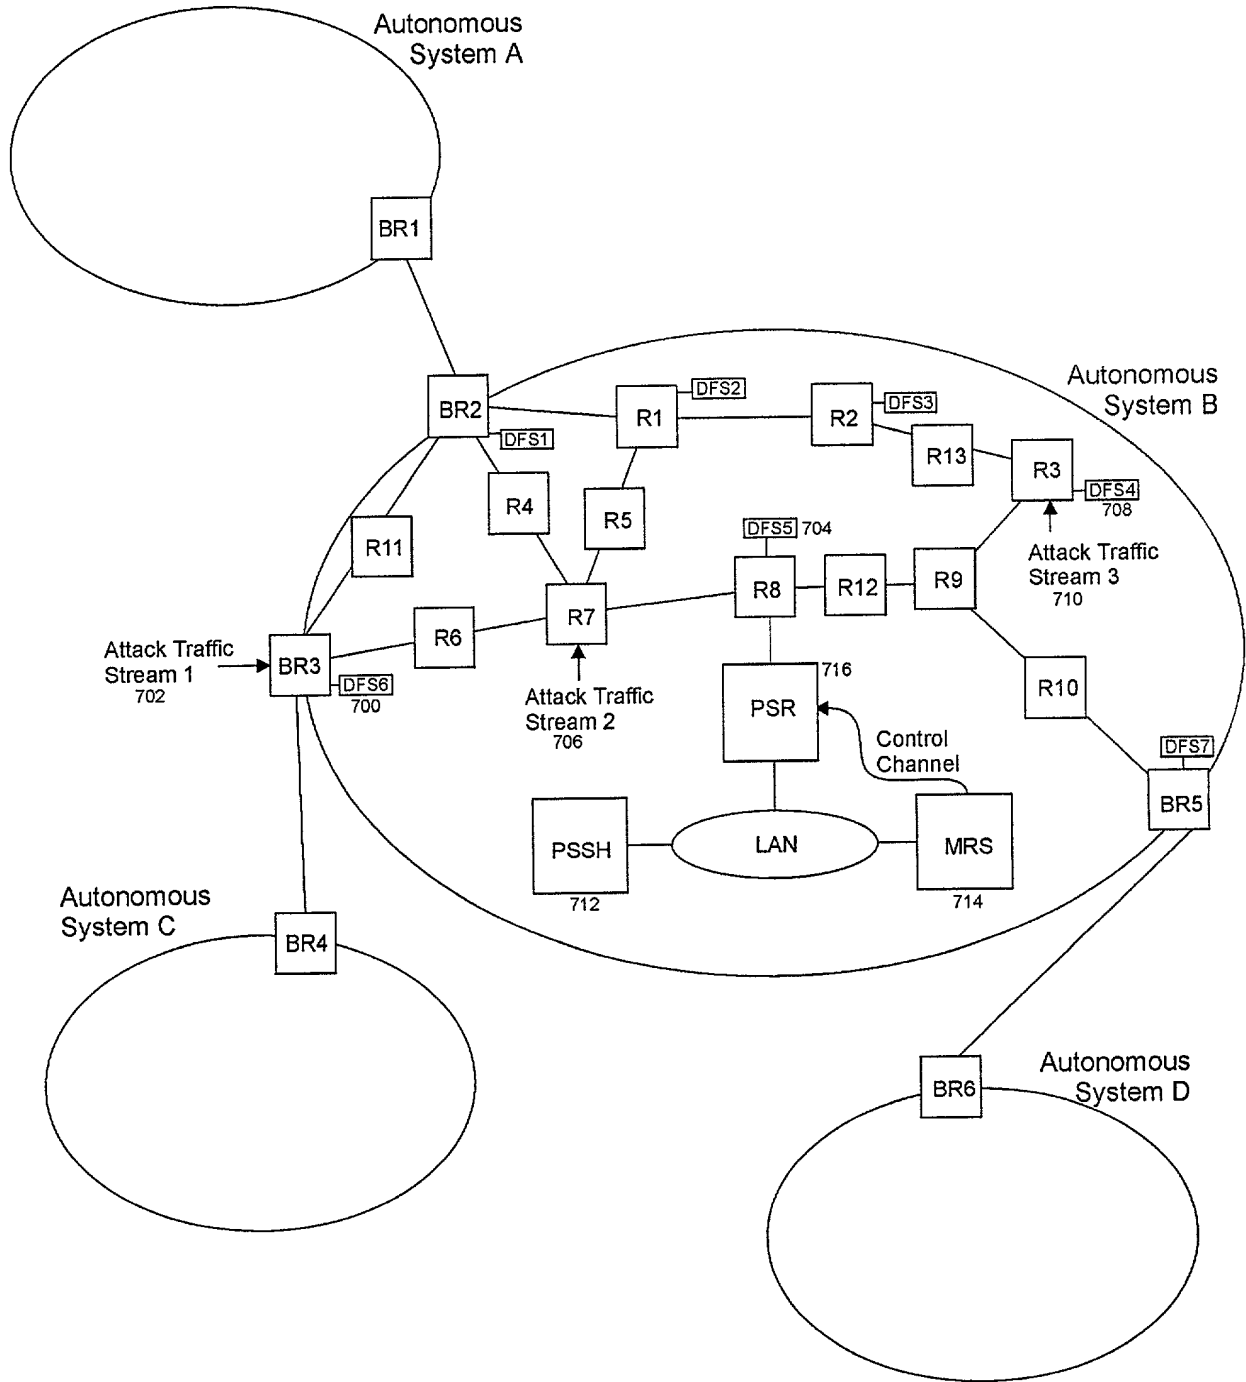 Autonomous
System A
BR1
Autonomous
System B
BR2
DFS1
R1
DFS2
R2
DFS3
R13
R3
DFS4
708
R4
R5
R11
DFS5 704
R8
R12
R9
Attack Traffic
Stream 3
710
R6
R7
Attack Traffic
Stream 1
702
BR3
DFS6
700
Attack Traffic
Stream 2
706
716
PSR
Control
Channel
R10
DFS7
BR5
PSSH
712
LAN
MRS
714
Autonomous
System C
BR4
Autonomous
System D
BR6